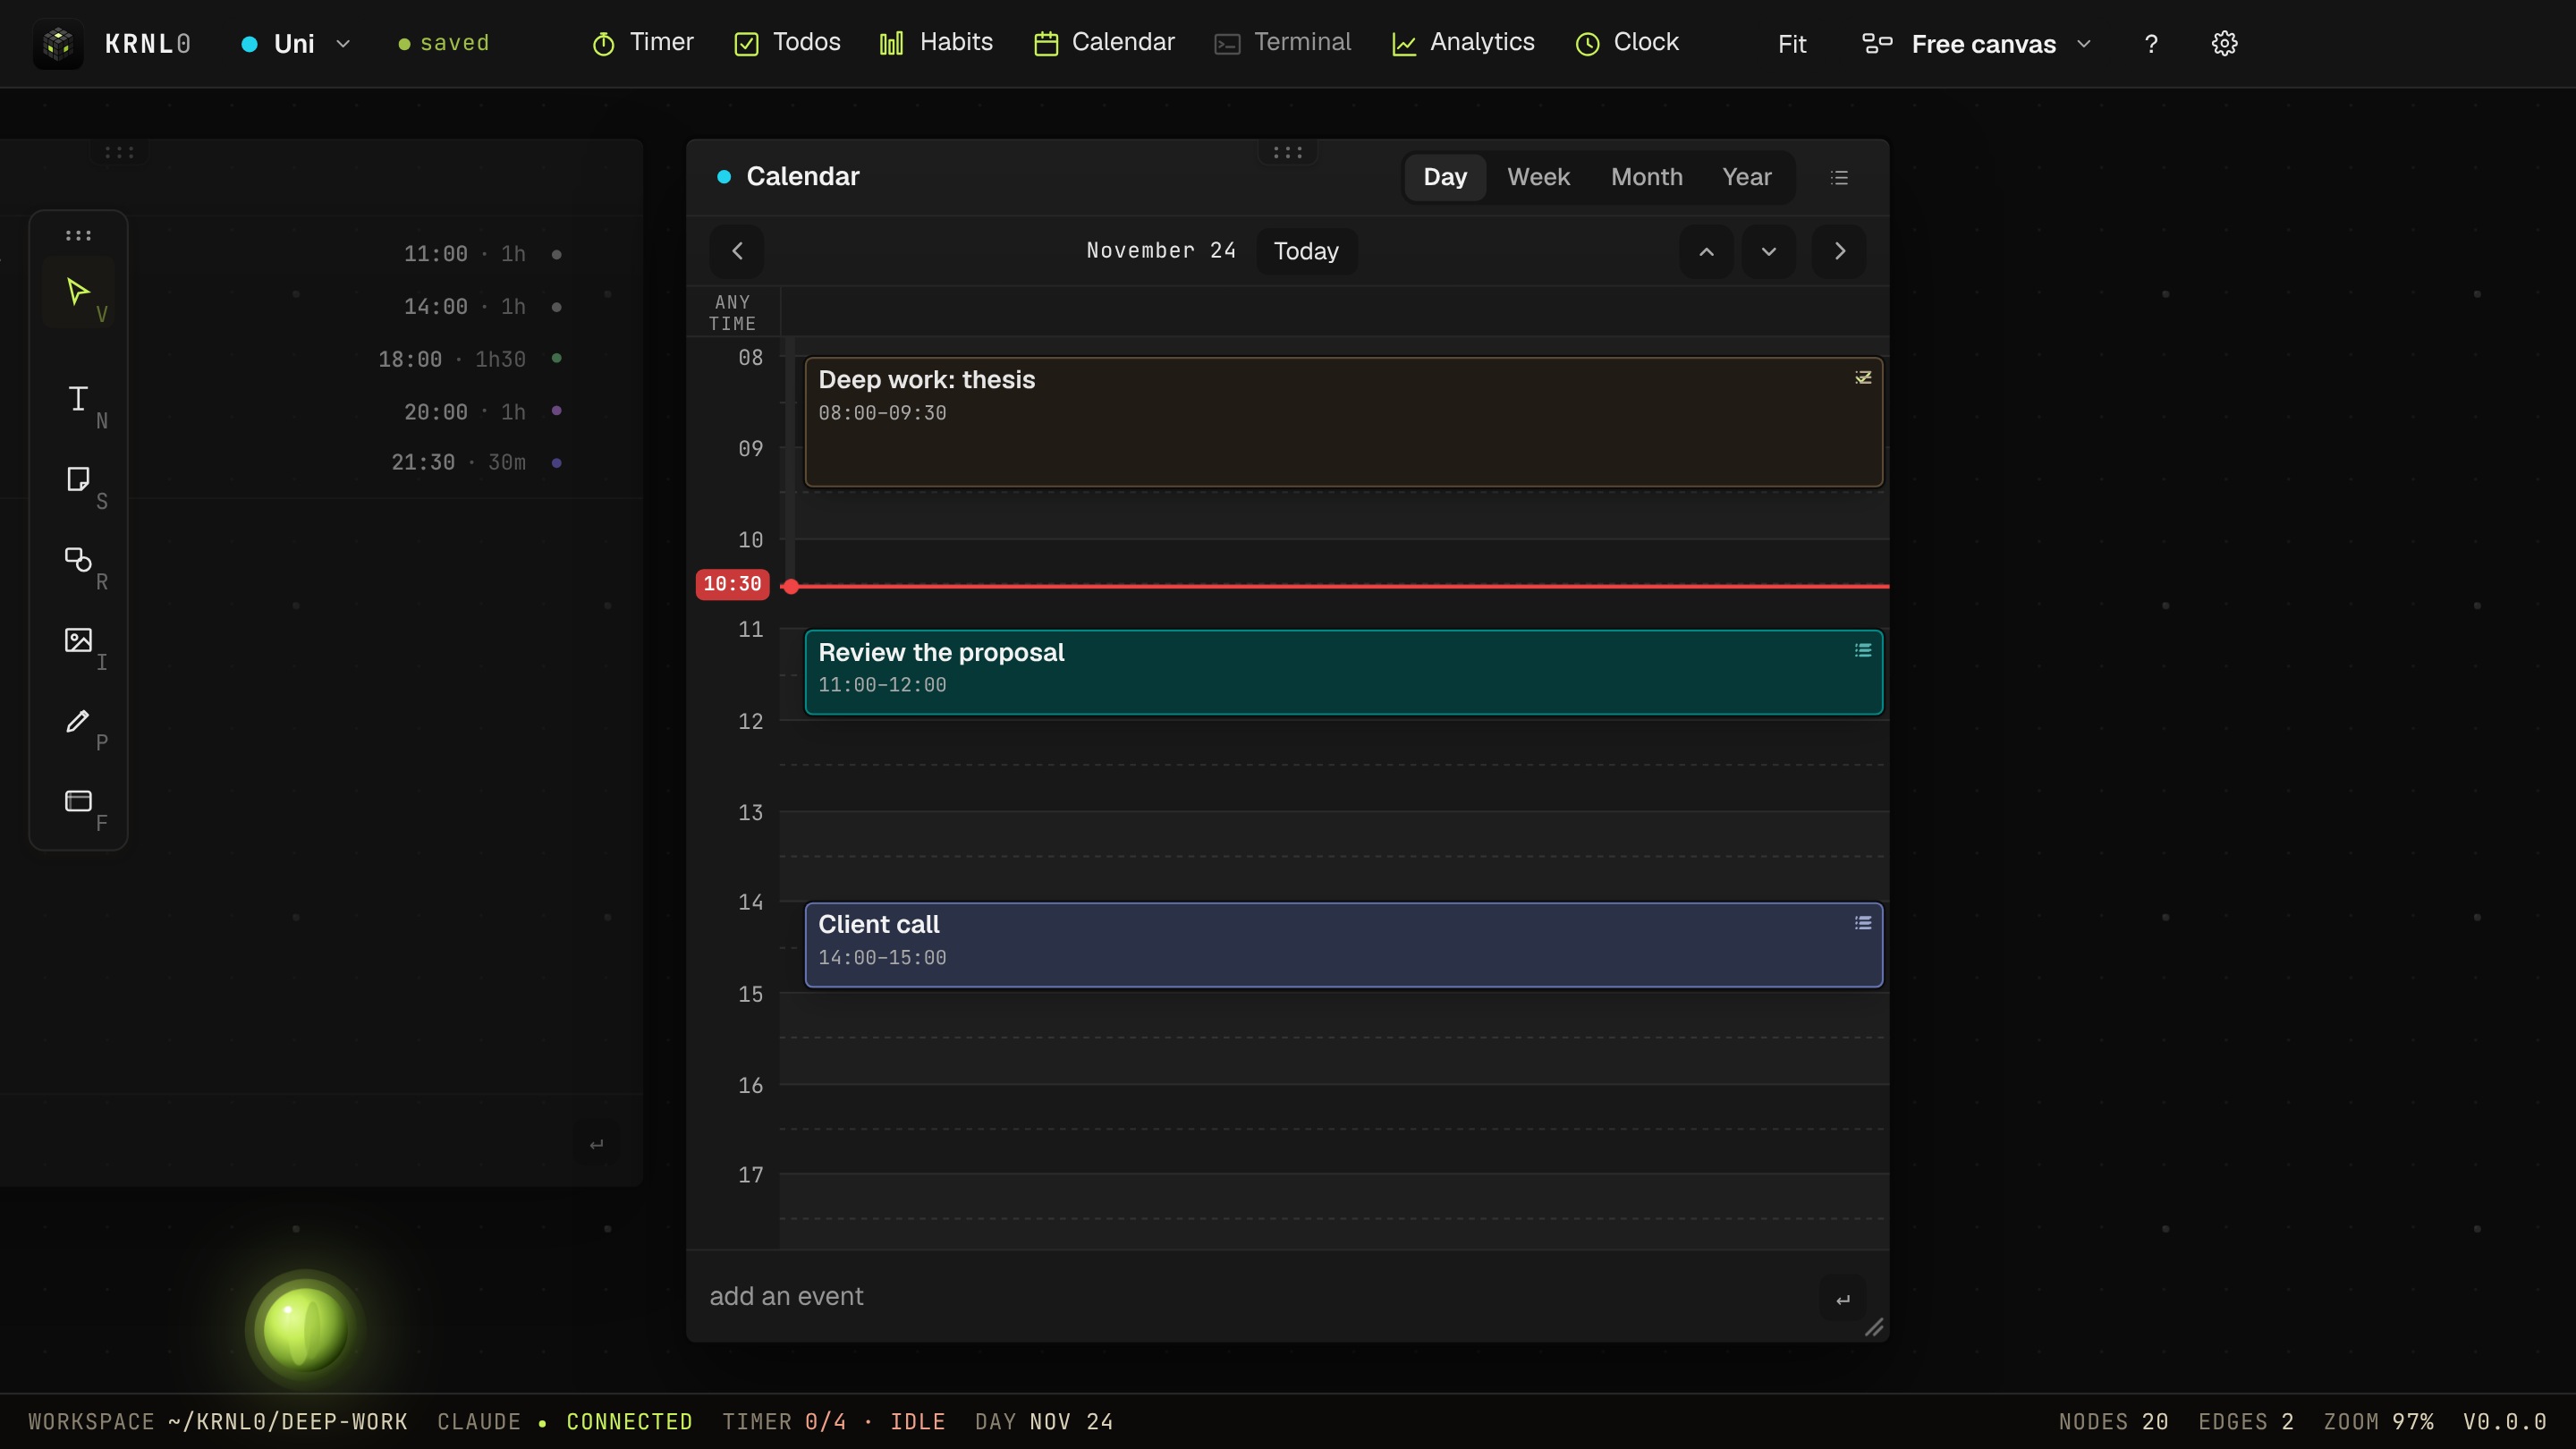 KRNL0 Uni saved Timer Todos Habits Calendar Terminal Analytics Clock Fit Free canvas ?
11:00 · 1h
14:00 · 1h
18:00 · 1h30
20:00 · 1h
21:30 · 30m
V
N
S
R
I
P
F
Calendar Day Week Month Year
November 24 Today
ANY
TIME
08
Deep work: thesis
08:00–09:30
09
10
10:30
11
Review the proposal
11:00–12:00
12
13
14
Client call
14:00–15:00
15
16
17
add an event
WORKSPACE ~/KRNL0/DEEP-WORK CLAUDE • CONNECTED TIMER 0/4 · IDLE DAY NOV 24 NODES 20 EDGES 2 ZOOM 97% V0.0.0